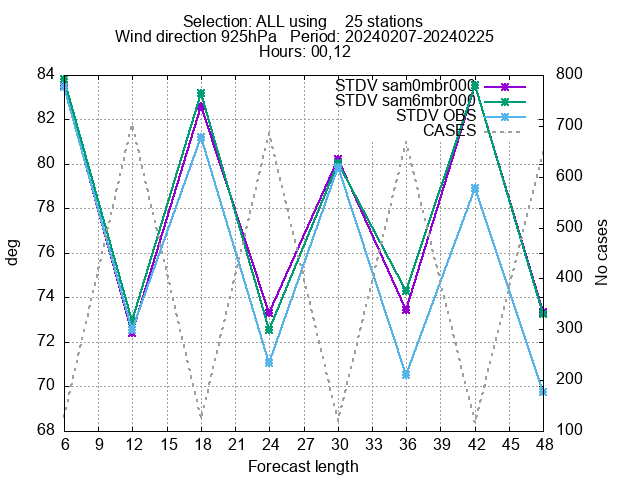 Selection: ALL using    25 stations
Wind direction 925hPa   Period: 20240207-20240225
Hours: 00,12
STDV sam0mbr000
STDV sam6mbr000
STDV OBS
CASES
84
82
80
78
76
74
72
70
68
800
700
600
500
400
300
200
100
deg
No cases
6 9 12 15 18 21 24 27 30 33 36 39 42 45 48
Forecast length